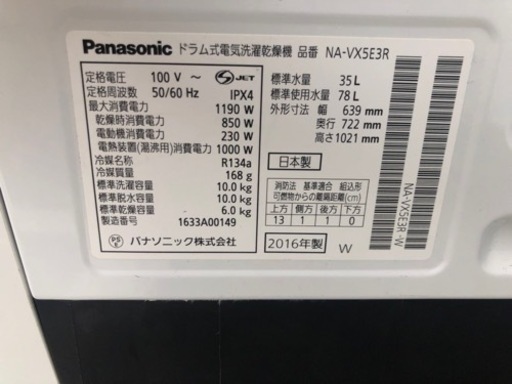 Panasonic ドラム式電気洗濯乾燥機 品番 NA-VX5E3R
定格電圧 100 V ～ S JET
定格周波数 50/60 Hz IPX4
最大消費電力 1190 W
乾燥時消費電力 850 W
電動機消費電力 230 W
電熱装置(湯沸用)消費電力 1000 W
冷媒名称 R134a
冷媒質量 168 g
標準洗濯容量 10.0 kg
標準脱水容量 10.0 kg
標準乾燥容量 6.0 kg
製造番号 1633A00149
PSE パナソニック株式会社
標準水量 35 L
標準使用水量 78 L
外形寸法 幅 639 mm
奥行 722 mm
高さ 1021 mm
日本製
消防法 基準適合 組込形
可燃物からの離隔距離(cm)
上方 側方 後方 下方
13 1 1 0
2016年製 W
NA-VX5E3R-W